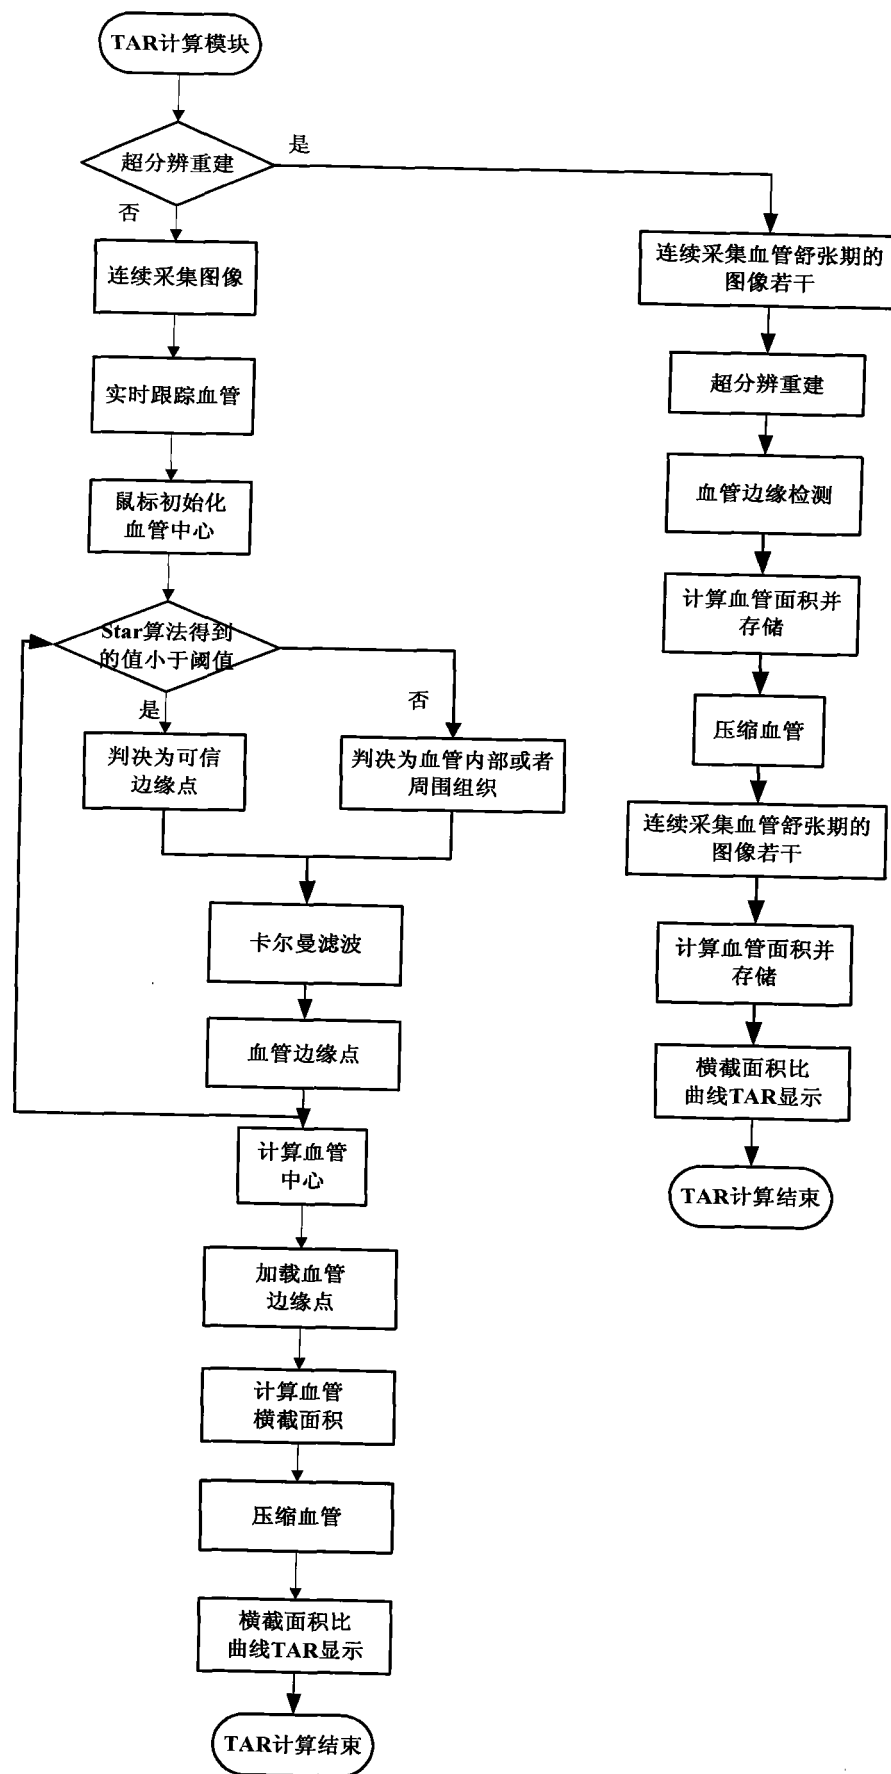 TAR计算模块
超分辨重建
是
否
连续采集图像
实时跟踪血管
鼠标初始化
血管中心
Star算法得到
的值小于阈值
是
否
判决为可信
边缘点
判决为血管内部或者
周围组织
卡尔曼滤波
血管边缘点
计算血管
中心
加载血管
边缘点
计算血管
横截面积
压缩血管
横截面积比
曲线TAR显示
TAR计算结束
连续采集血管舒张期的
图像若干
超分辨重建
血管边缘检测
计算血管面积并
存储
压缩血管
连续采集血管舒张期的
图像若干
计算血管面积并
存储
横截面积比
曲线TAR显示
TAR计算结束